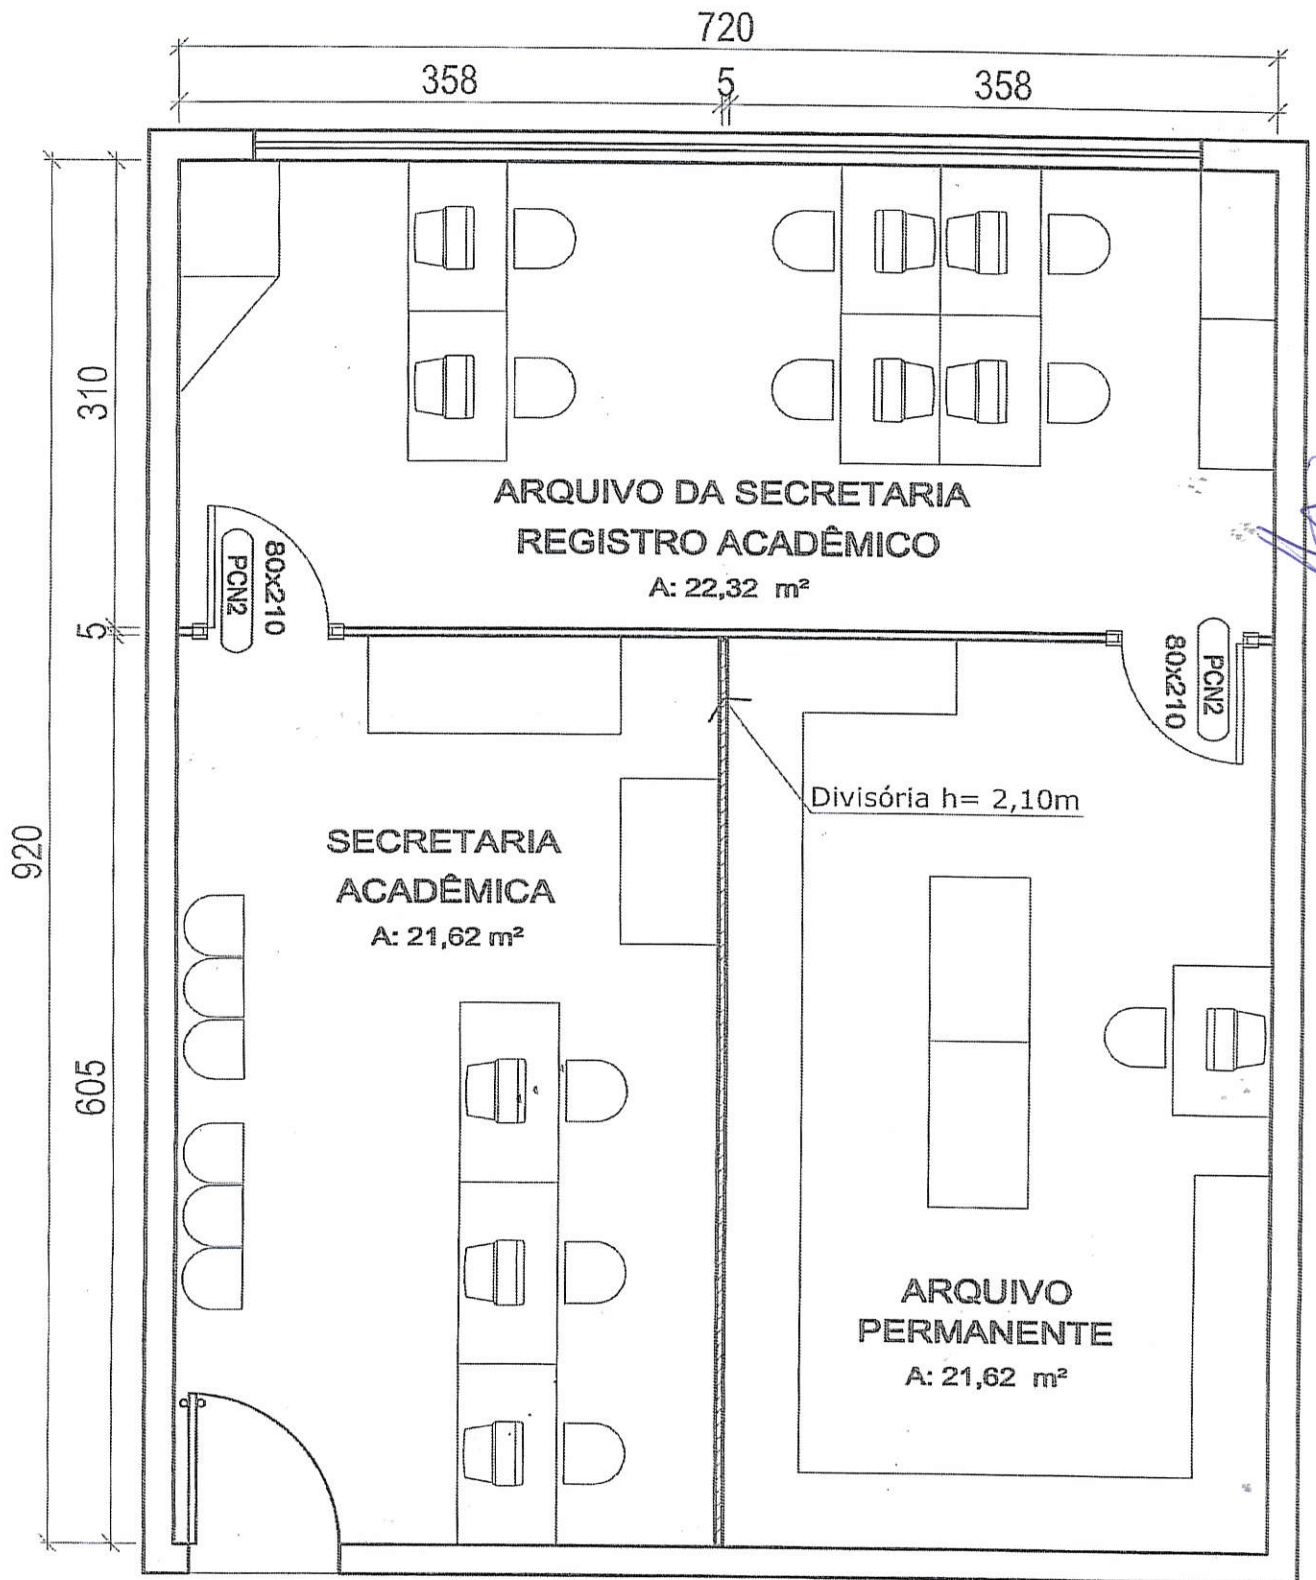 720
358
5
358
310
ARQUIVO DA SECRETARIA
REGISTRO ACADÊMICO
A: 22,32 m²
80x210
PCN2
5
PCN2
80x210
Divisória h= 2,10m
920
SECRETARIA
ACADÊMICA
A: 21,62 m²
605
ARQUIVO
PERMANENTE
A: 21,62 m²